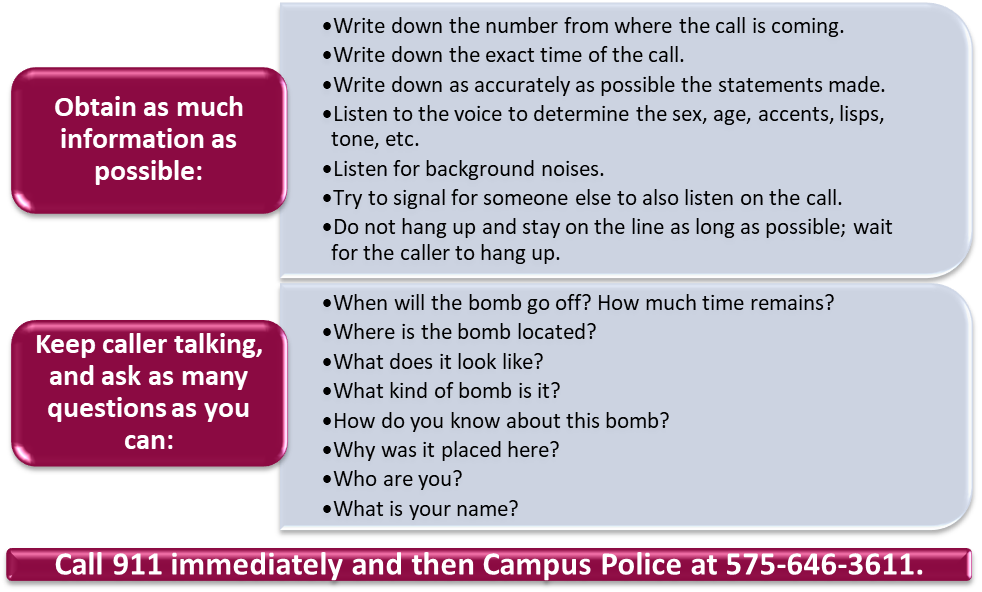 Obtain as much
information as
possible:
•Write down the number from where the call is coming.
•Write down the exact time of the call.
•Write down as accurately as possible the statements made.
•Listen to the voice to determine the sex, age, accents, lisps,
tone, etc.
•Listen for background noises.
•Try to signal for someone else to also listen on the call.
•Do not hang up and stay on the line as long as possible; wait
for the caller to hang up.
Keep caller talking,
and ask as many
questions as you
can:
•When will the bomb go off? How much time remains?
•Where is the bomb located?
•What does it look like?
•What kind of bomb is it?
•How do you know about this bomb?
•Why was it placed here?
•Who are you?
•What is your name?
Call 911 immediately and then Campus Police at 575-646-3611.